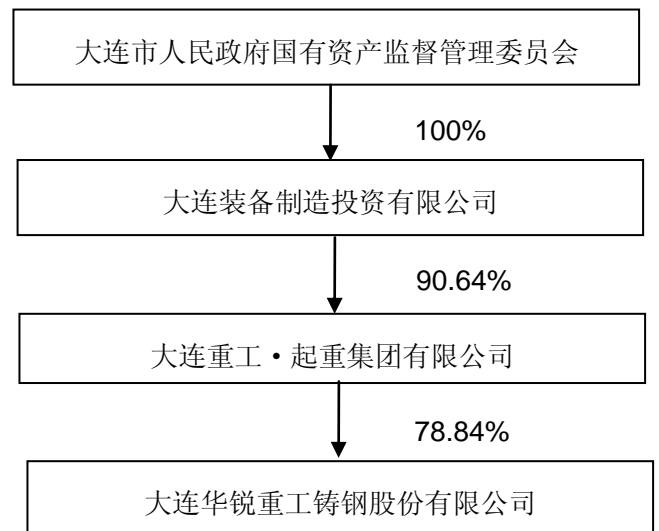 大连市人民政府国有资产监督管理委员会
100%
大连装备制造投资有限公司
90.64%
大连重工·起重集团有限公司
78.84%
大连华锐重工铸钢股份有限公司